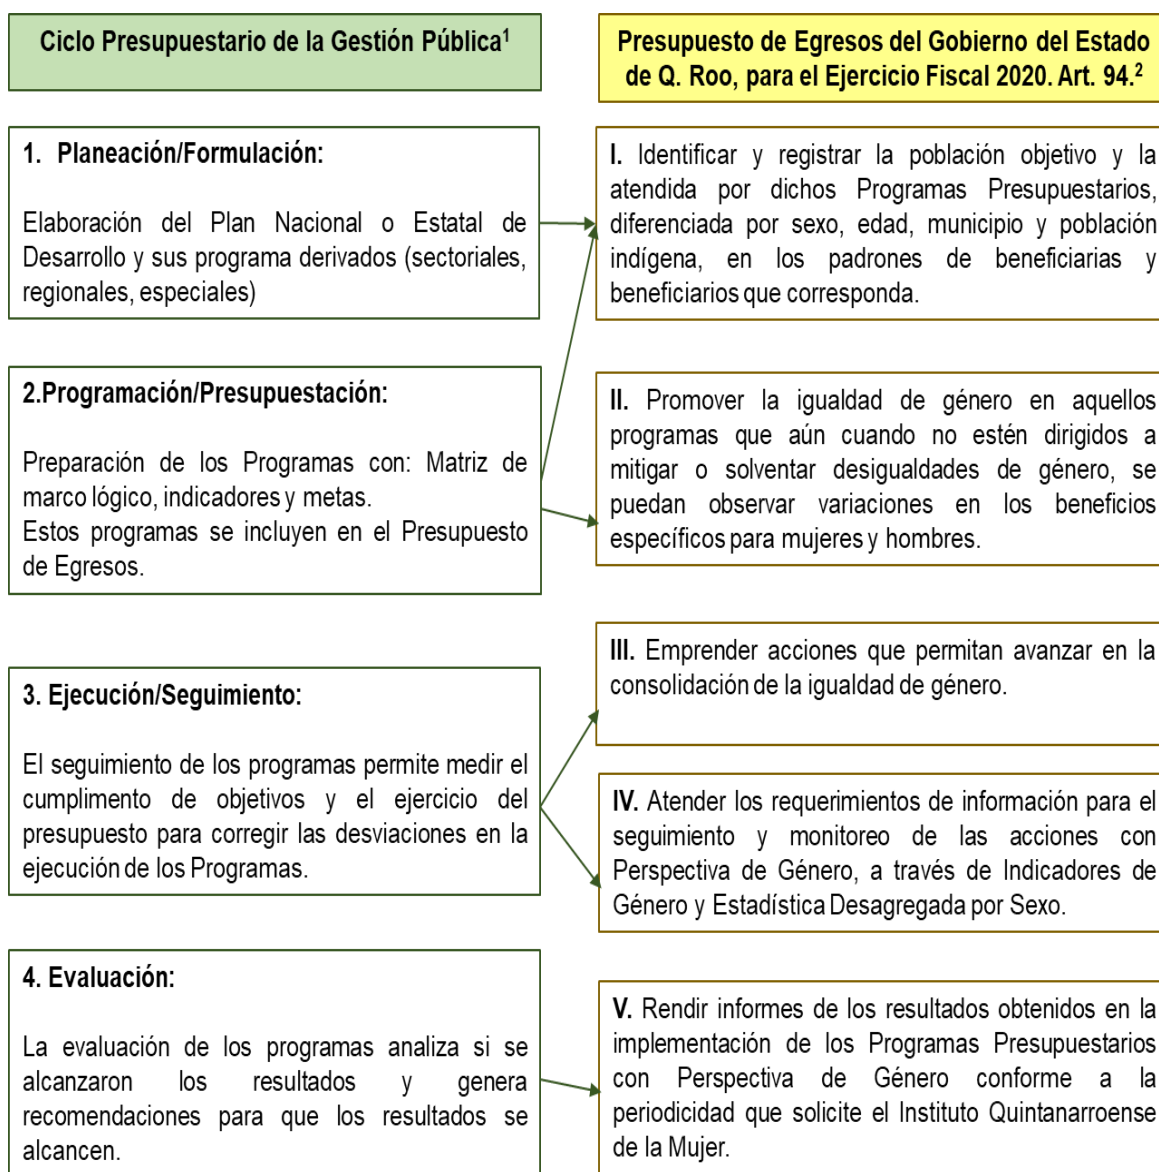 Ciclo Presupuestario de la Gestión Pública¹
1. Planeación/Formulación:
Elaboración del Plan Nacional o Estatal de
Desarrollo y sus programa derivados (sectoriales,
regionales, especiales)
2.Programación/Presupuestación:
Preparación de los Programas con: Matriz de
marco lógico, indicadores y metas.
Estos programas se incluyen en el Presupuesto
de Egresos.
3. Ejecución/Seguimiento:
El seguimiento de los programas permite medir el
cumplimento de objetivos y el ejercicio del
presupuesto para corregir las desviaciones en la
ejecución de los Programas.
4. Evaluación:
La evaluación de los programas analiza si se
alcanzaron los resultados y genera
recomendaciones para que los resultados se
alcancen.
Presupuesto de Egresos del Gobierno del Estado
de Q. Roo, para el Ejercicio Fiscal 2020. Art. 94.²
I. Identificar y registrar la población objetivo y la
atendida por dichos Programas Presupuestarios,
diferenciada por sexo, edad, municipio y población
indígena, en los padrones de beneficiarias y
beneficiarios que corresponda.
II. Promover la igualdad de género en aquellos
programas que aún cuando no estén dirigidos a
mitigar o solventar desigualdades de género, se
puedan observar variaciones en los beneficios
específicos para mujeres y hombres.
III. Emprender acciones que permitan avanzar en la
consolidación de la igualdad de género.
IV. Atender los requerimientos de información para el
seguimiento y monitoreo de las acciones con
Perspectiva de Género, a través de Indicadores de
Género y Estadística Desagregada por Sexo.
V. Rendir informes de los resultados obtenidos en la
implementación de los Programas Presupuestarios
con Perspectiva de Género conforme a la
periodicidad que solicite el Instituto Quintanarroense
de la Mujer.